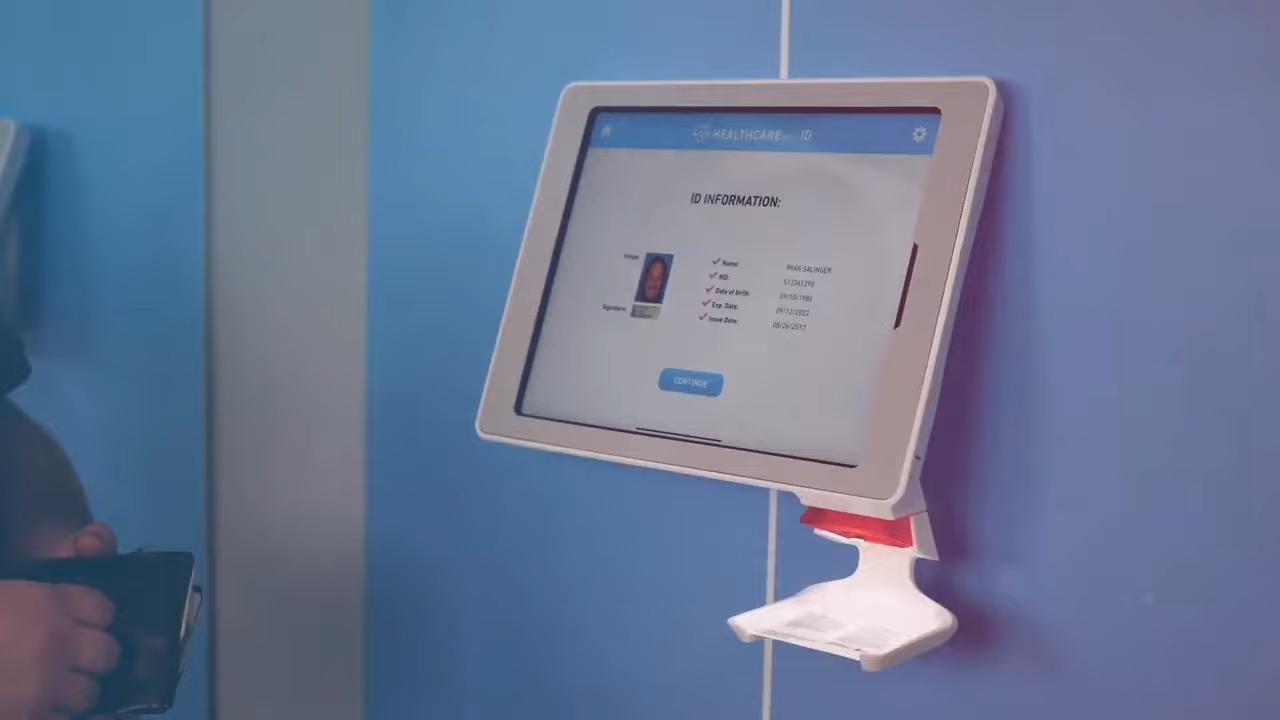 HEALTHCARE ID
ID INFORMATION:
Image:
Signature:
Name: RYAN SALINGER
#ID: S13361290
Date of birth: 09/10/1986
Exp. Date: 09/12/2022
Issue Date: 08/26/2017
CONTINUE